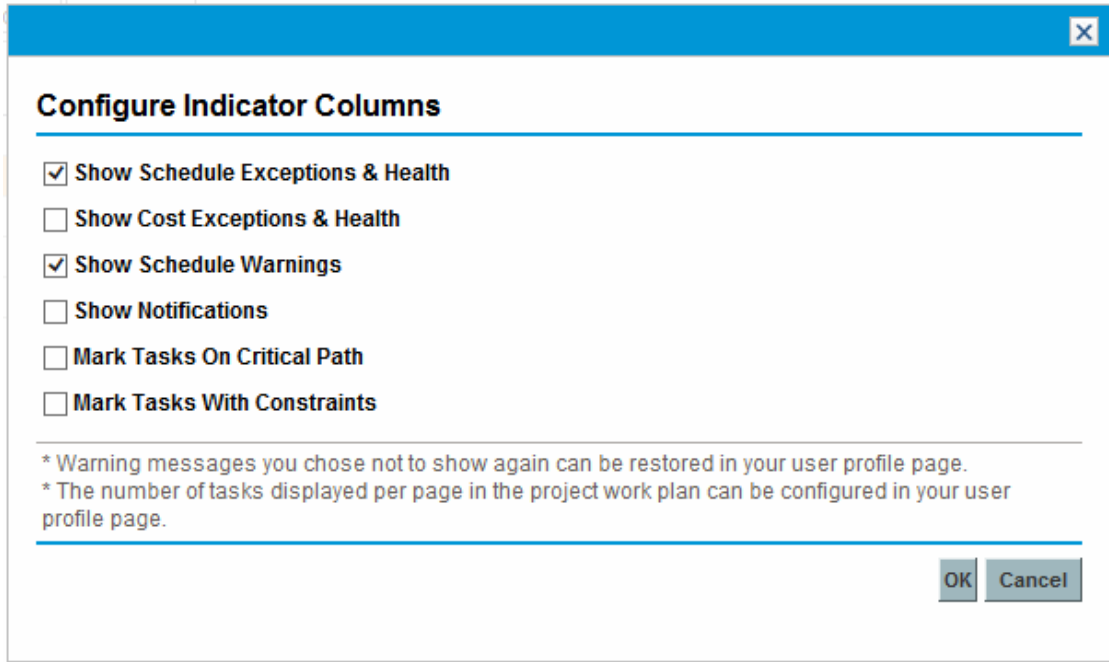 Configure Indicator Columns
Show Schedule Exceptions & Health
Show Cost Exceptions & Health
Show Schedule Warnings
Show Notifications
Mark Tasks On Critical Path
Mark Tasks With Constraints
* Warning messages you chose not to show again can be restored in your user profile page.
* The number of tasks displayed per page in the project work plan can be configured in your user
profile page.
OK Cancel